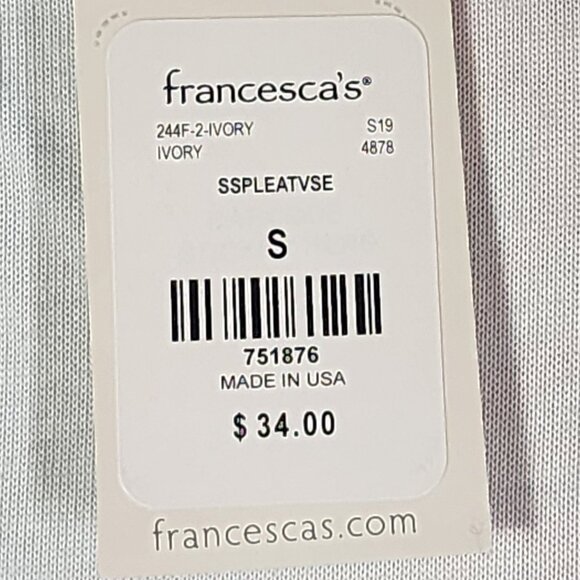 francesca's®
244F-2-IVORY S19
IVORY 4878
SSPLEATVSE
S
751876
MADE IN USA
$ 34.00
francescas.com